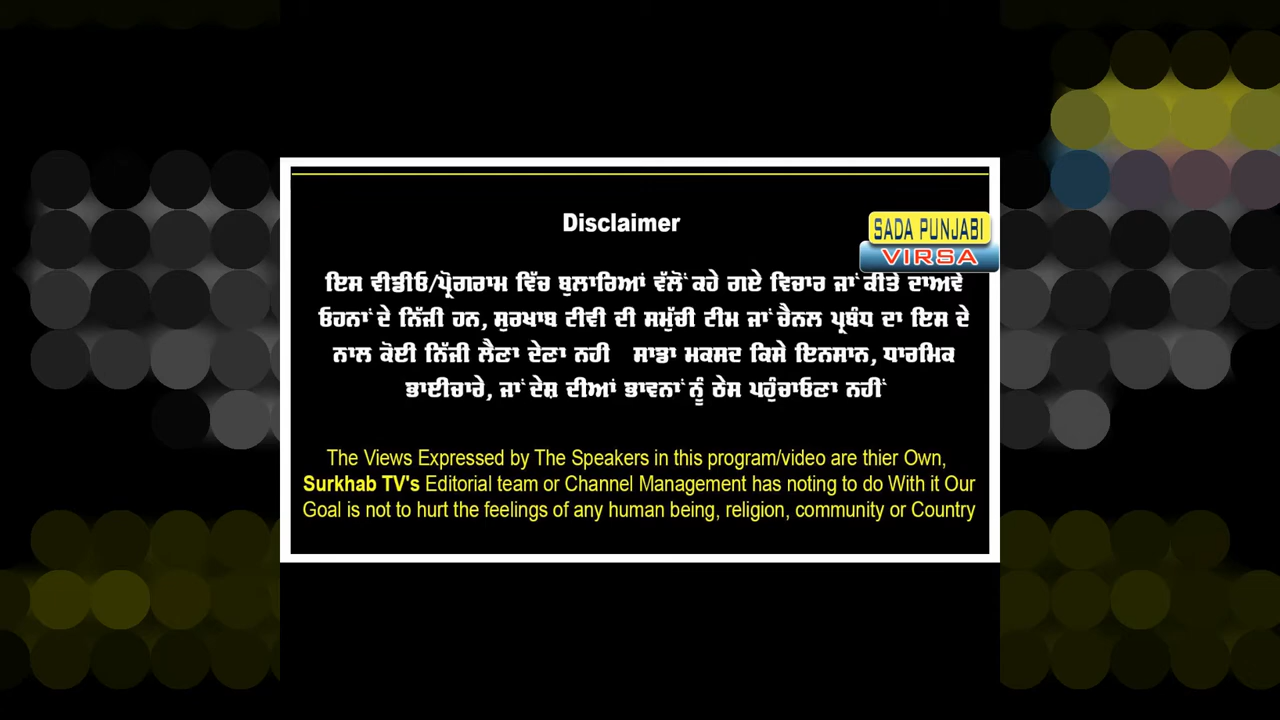 Disclaimer
SADA PUNJABI
VIRSA
ਇਸ ਵੀਡੀਓ/ਪ੍ਰੋਗਰਾਮ ਵਿੱਚ ਬੁਲਾਰਿਆਂ ਵੱਲੋਂ ਕਹੇ ਗਏ ਵਿਚਾਰ ਜਾਂ ਕੀਤੇ ਦਾਅਵੇ
ਓਹਨਾਂ ਦੇ ਨਿੱਜੀ ਹਨ, ਸੁਰਖਾਬ ਟੀਵੀ ਦੀ ਸਮੁੱਚੀ ਟੀਮ ਜਾਂ ਚੈਨਲ ਪ੍ਰਬੰਧ ਦਾ ਇਸ ਦੇ
ਨਾਲ ਕੋਈ ਨਿੱਜੀ ਲੈਣਾ ਦੇਣਾ ਨਹੀ ਸਾਡਾ ਮਕਸਦ ਕਿਸੇ ਇਨਸਾਨ, ਧਾਰਮਿਕ
ਭਾਈਚਾਰੇ, ਜਾਂ ਦੇਸ਼ ਦੀਆਂ ਭਾਵਨਾਂ ਨੂੰ ਠੇਸ ਪਹੁੰਚਾਓਣਾ ਨਹੀਂ
The Views Expressed by The Speakers in this program/video are thier Own,
Surkhab TV's Editorial team or Channel Management has noting to do With it Our
Goal is not to hurt the feelings of any human being, religion, community or Country